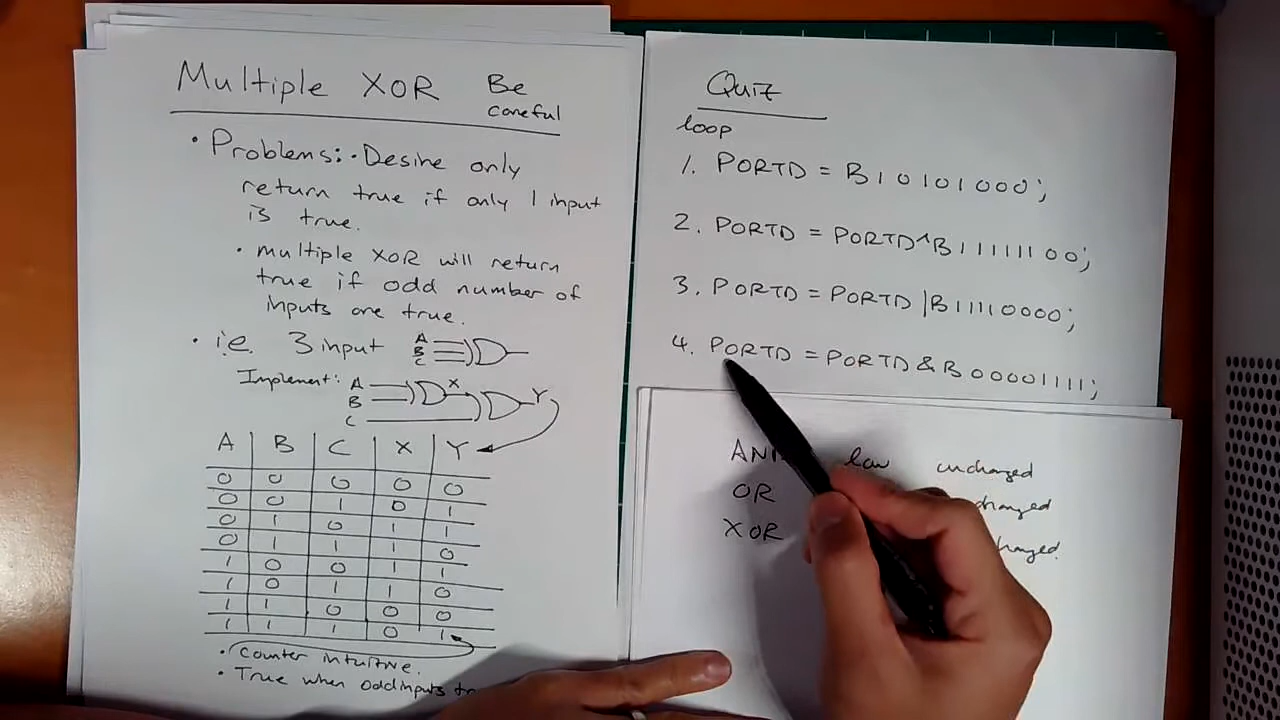 Multiple XOR Be
careful
• Problems: • Desire only
return true if only 1 input
is true.
• multiple XOR will return
true if odd number of
inputs are true.
• i.e. 3 input A
B
C
Implement: A X Y
B
C
A B C X Y
0 0 0 0 0
0 0 1 0 1
0 1 0 1 1
0 1 1 1 0
1 0 0 1 1
1 0 1 1 0
1 1 0 0 0
1 1 1 0 1
• Counter intuitive.
• True when odd inputs
Quiz
loop
1. PORTD = B10101000;
2. PORTD = PORTD^B11111100;
3. PORTD = PORTD|B11110000;
4. PORTD = PORTD & B00001111;
low unchanged
OR
XOR